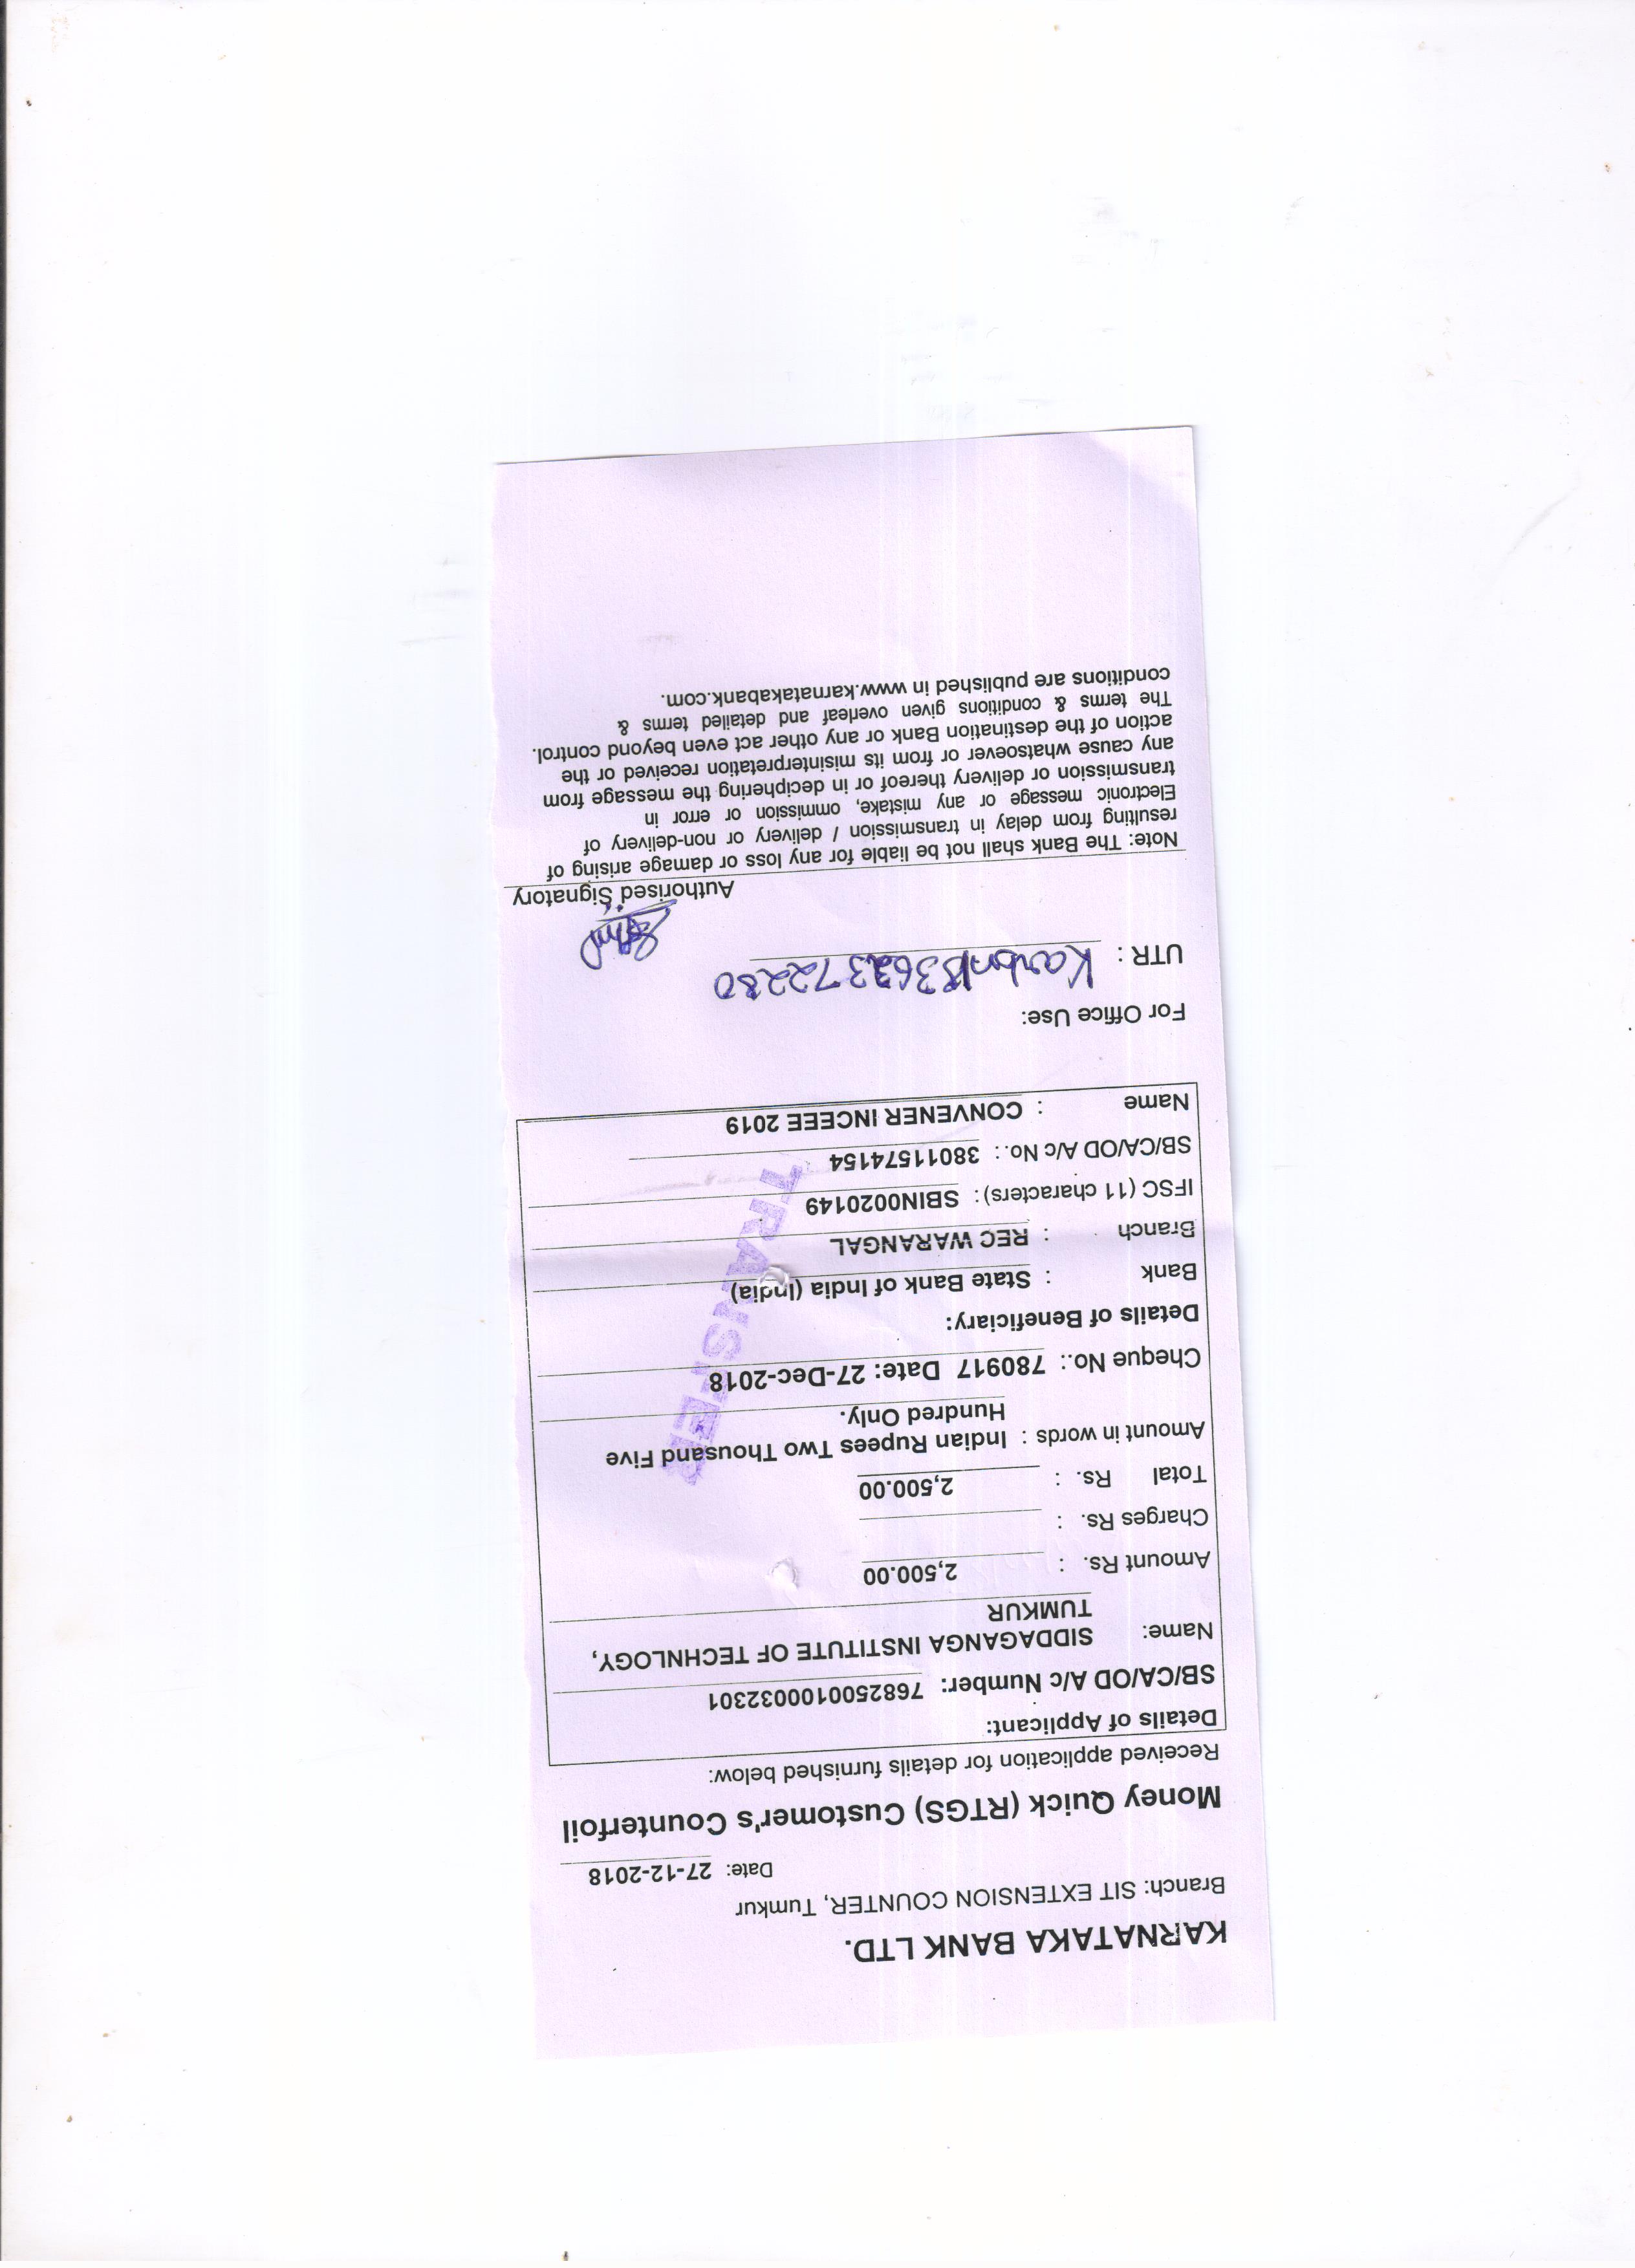 KARNATAKA BANK LTD.
Branch: SIT EXTENSION COUNTER, Tumkur
Date: 27-12-2018
Money Quick (RTGS) Customer's Counterfoil
Received application for details furnished below:
Details of Applicant:
SB/CA/OD A/c Number: 7682500100032301
Name: SIDDAGANGA INSTITUTE OF TECHNLOGY,
TUMKUR
Amount Rs. : 2,500.00
Charges Rs. :
Total Rs. : 2,500.00
Amount in words : Indian Rupees Two Thousand Five
Hundred Only.
Cheque No.: 780917 Date: 27-Dec-2018
Details of Beneficiary:
Bank : State Bank of India (India)
Branch : REC WARANGAL
IFSC (11 characters): SBIN0020149
SB/CA/OD A/c No.: 38011574154
Name : CONVENER INCEEE 2019
TRANSFER
For Office Use:
UTR :
Authorised Signatory
Note: The Bank shall not be liable for any loss or damage arising of
resulting from delay in transmission / delivery or non-delivery of
Electronic message or any mistake, ommission or error in
transmission or delivery thereof or in deciphering the message from
any cause whatsoever or from its misinterpretation received or the
action of the destination Bank or any other act even beyond control.
The terms & conditions given overleaf and detailed terms &
conditions are published in www.karnatakabank.com.